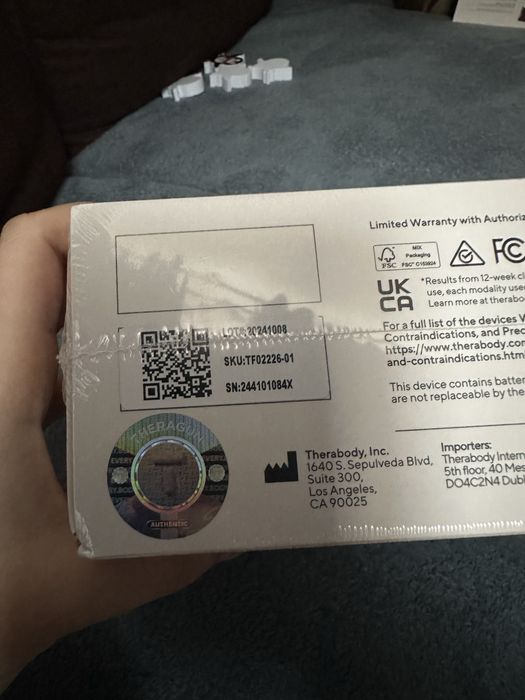 Limited Warranty with Authoriz
FSC
MIX
Packaging
FSC® C153924
FC
UK
CA
*Results from 12-week cl
use, each modality used
Learn more at therabo
For a full list of the devices W
Contraindications, and Prec
https://www.therabody.com
and-contraindications.htm
This device contains batter
are not replaceable by the
LOT#:20241008
SKU:TF02226-01
SN:244101084X
THERAGUN
EVERY
BODY
AUTHENTIC
Therabody, Inc.
1640 S. Sepulveda Blvd,
Suite 300,
Los Angeles,
CA 90025
Importers:
Therabody Intern
5th floor, 40 Mes
DO4C2N4 Dubl